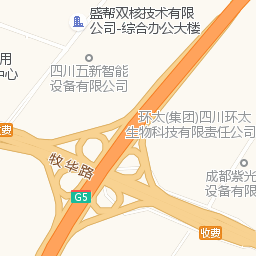 盛帮双核技术有限
公司-综合办公大楼
用
中心
四川五新智能
设备有限公司
环太(集团)四川环太
生物科技有限责任公司
收费
牧华路
G5
成都紫光
设备有限
收费